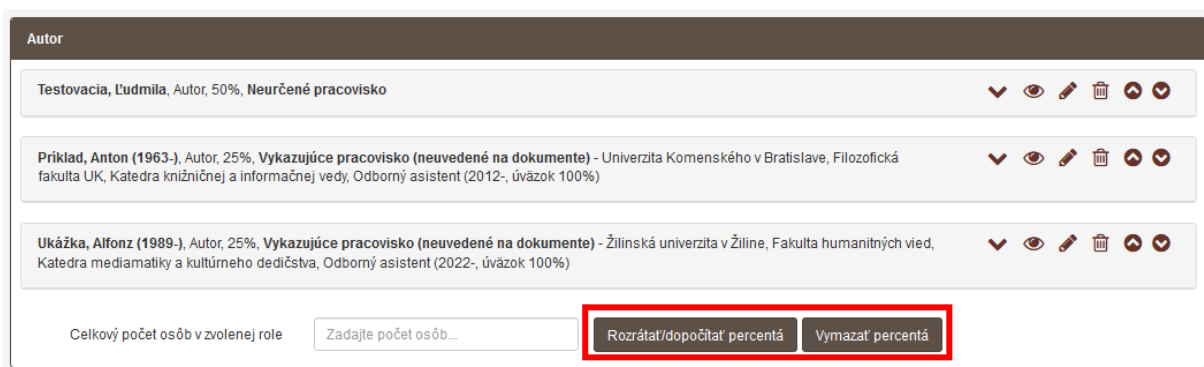 Autor
Testovacia, Ľudmila, Autor, 50%, Neurčené pracovisko
Príklad, Anton (1963-), Autor, 25%, Vykazujúce pracovisko (neuvedené na dokumente) - Univerzita Komenského v Bratislave, Filozofická
fakulta UK, Katedra knižničnej a informačnej vedy, Odborný asistent (2012-, úväzok 100%)
Ukážka, Alfonz (1989-), Autor, 25%, Vykazujúce pracovisko (neuvedené na dokumente) - Žilinská univerzita v Žiline, Fakulta humanitných vied,
Katedra mediamatiky a kultúrneho dedičstva, Odborný asistent (2022-, úväzok 100%)
Celkový počet osôb v zvolenej role Zadajte počet osôb... Rozrátať/dopočítať percentá Vymazať percentá